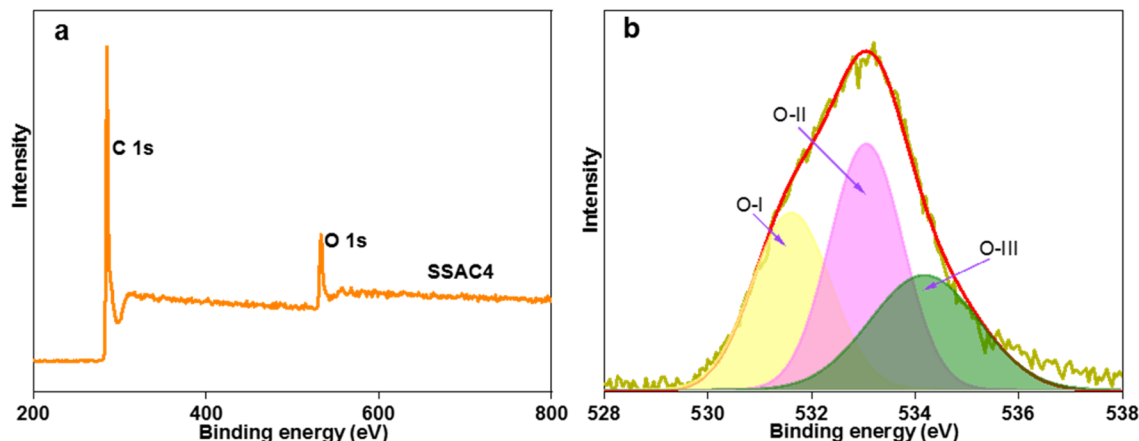 a
C 1s
O 1s
SSAC4
Intensity
200 400 600 800
Binding energy (eV)
b
O-II
O-I
O-III
Intensity
528 530 532 534 536 538
Binding energy (eV)